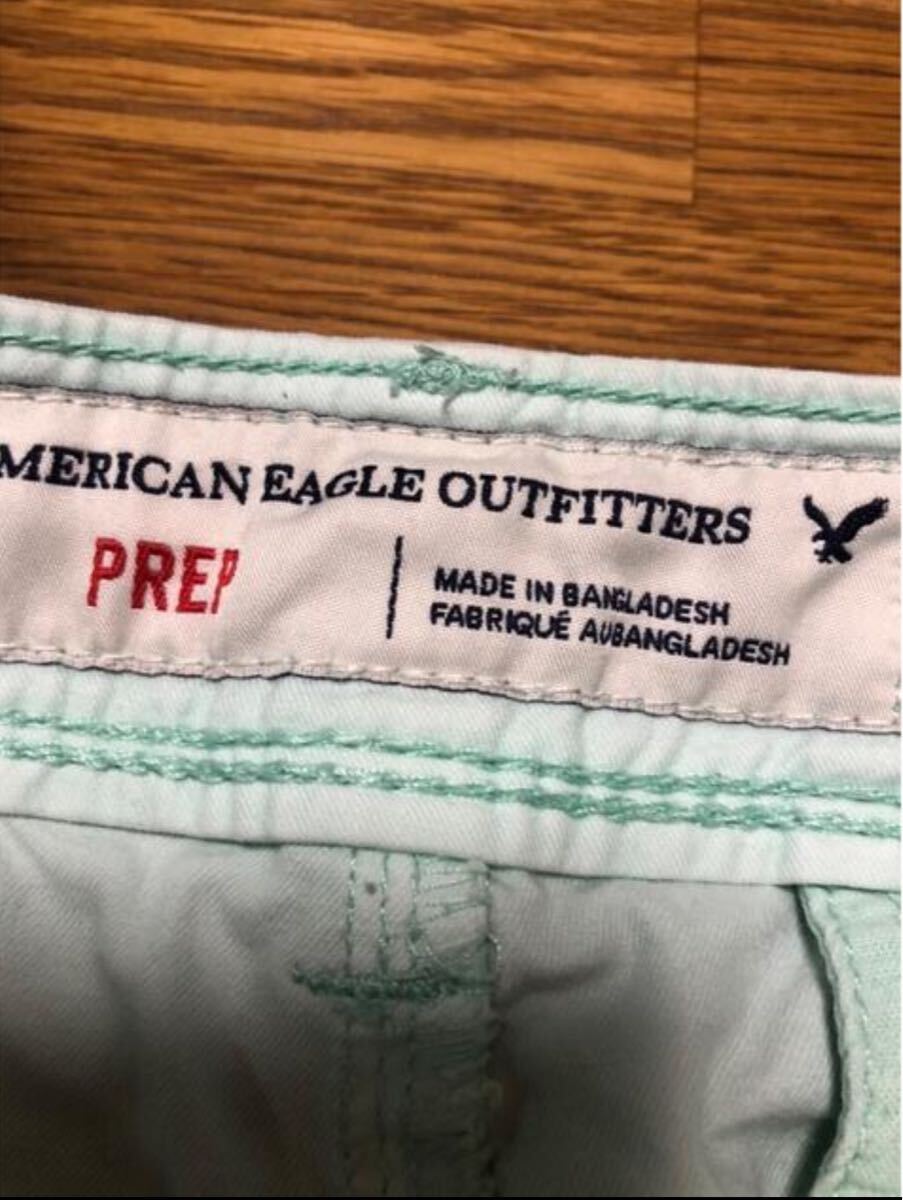 MERICAN EAGLE OUTFITTERS
PREP
MADE IN BANGLADESH
FABRIQUÉ AUBANGLADESH